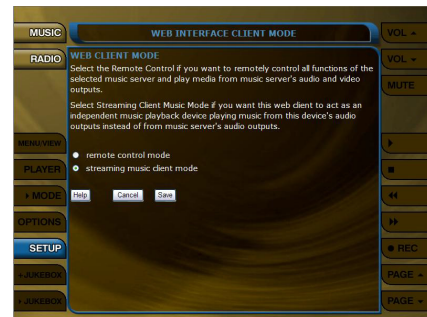 MUSIC
WEB INTERFACE CLIENT MODE
VOL
RADIO
WEB CLIENT MODE
Select the Remote Control if you want to remotely control all functions of the
selected music server and play media from music server's audio and video
outputs.
VOL
MUTE
Select Streaming Client Music Mode if you want this web client to act as an
independent music playback device playing music from this device's audio
outputs instead of from music server's audio outputs.
MENU/VIEW
remote control mode
PLAYER
streaming music client mode
MODE
Help
Cancel
Save
OPTIONS
SETUP
REC
+JUKEBOX
PAGE
JUKEBOX
PAGE